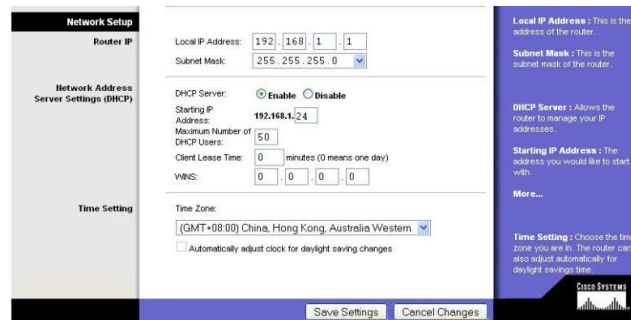 Network Setup
Router IP
Local IP Address: 192 . 168 . 1 . 1
Subnet Mask: 255.255.255.0
Network Address
Server Settings (DHCP)
DHCP Server: Enable Disable
Starting IP
Address: 192.168.1. 24
Maximum Number of
DHCP Users: 50
Client Lease Time: 0 minutes (0 means one day)
WINS: 0 . 0 . 0 . 0
Time Setting
Time Zone:
(GMT+08:00) China, Hong Kong, Australia Western
Automatically adjust clock for daylight saving changes
Save Settings Cancel Changes
Local IP Address : This is the
address of the router.
Subnet Mask : This is the
subnet mask of the router.
DHCP Server : Allows the
router to manage your IP
addresses.
Starting IP Address : The
address you would like to start
with.
More...
Time Setting : Choose the time
zone you are in. The router can
also adjust automatically for
daylight savings time.
CISCO SYSTEMS